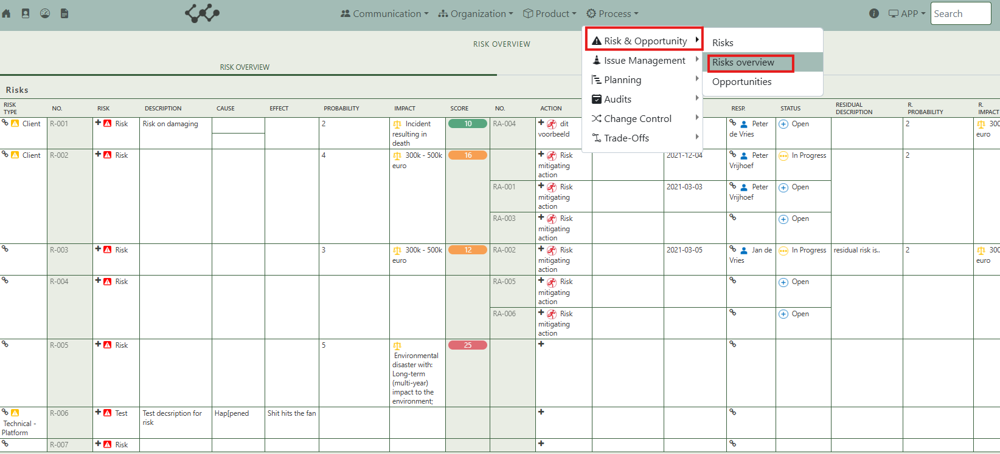 Communication Organization Product Process APP Search
RISK OVERVIEW
RISK OVERVIEW
Risk & Opportunity
Issue Management
Planning
Audits
Change Control
Trade-Offs
Risks
Risks overview
Opportunities
Risks
RISK TYPE NO. RISK DESCRIPTION CAUSE EFFECT PROBABILITY IMPACT SCORE NO. ACTION RESP. STATUS RESIDUAL DESCRIPTION R. PROBABILITY R. IMPACT
Client R-001 Risk Risk on damaging 2 Incident RA-004 dit Peter Open 2 300
resulting in voorbeeld de Vries euro
death
10
Client R-002 Risk 4 300k - 500k 16 Risk 2021-12-04 Peter In Progress 2
euro mitigating Vrijhoef
action
RA-001 Risk 2021-03-03 Peter Open
mitigating Vrijhoef
action
RA-003 Risk Open
mitigating
action
R-003 Risk 3 300k - 500k 12 RA-002 Risk 2021-03-05 Jan de In Progress residual risk is.. 2 300
euro mitigating Vries euro
action
R-004 Risk RA-005 Risk Open
mitigating
action
RA-006 Risk Open
mitigating
action
R-005 Risk 5 25
Environmental
disaster with:
Long-term
(multi-year)
impact to the
environment;
R-006 Test Test decsription for Hap[pened Shit hits the fan
Technical - risk
Platform
R-007 Risk